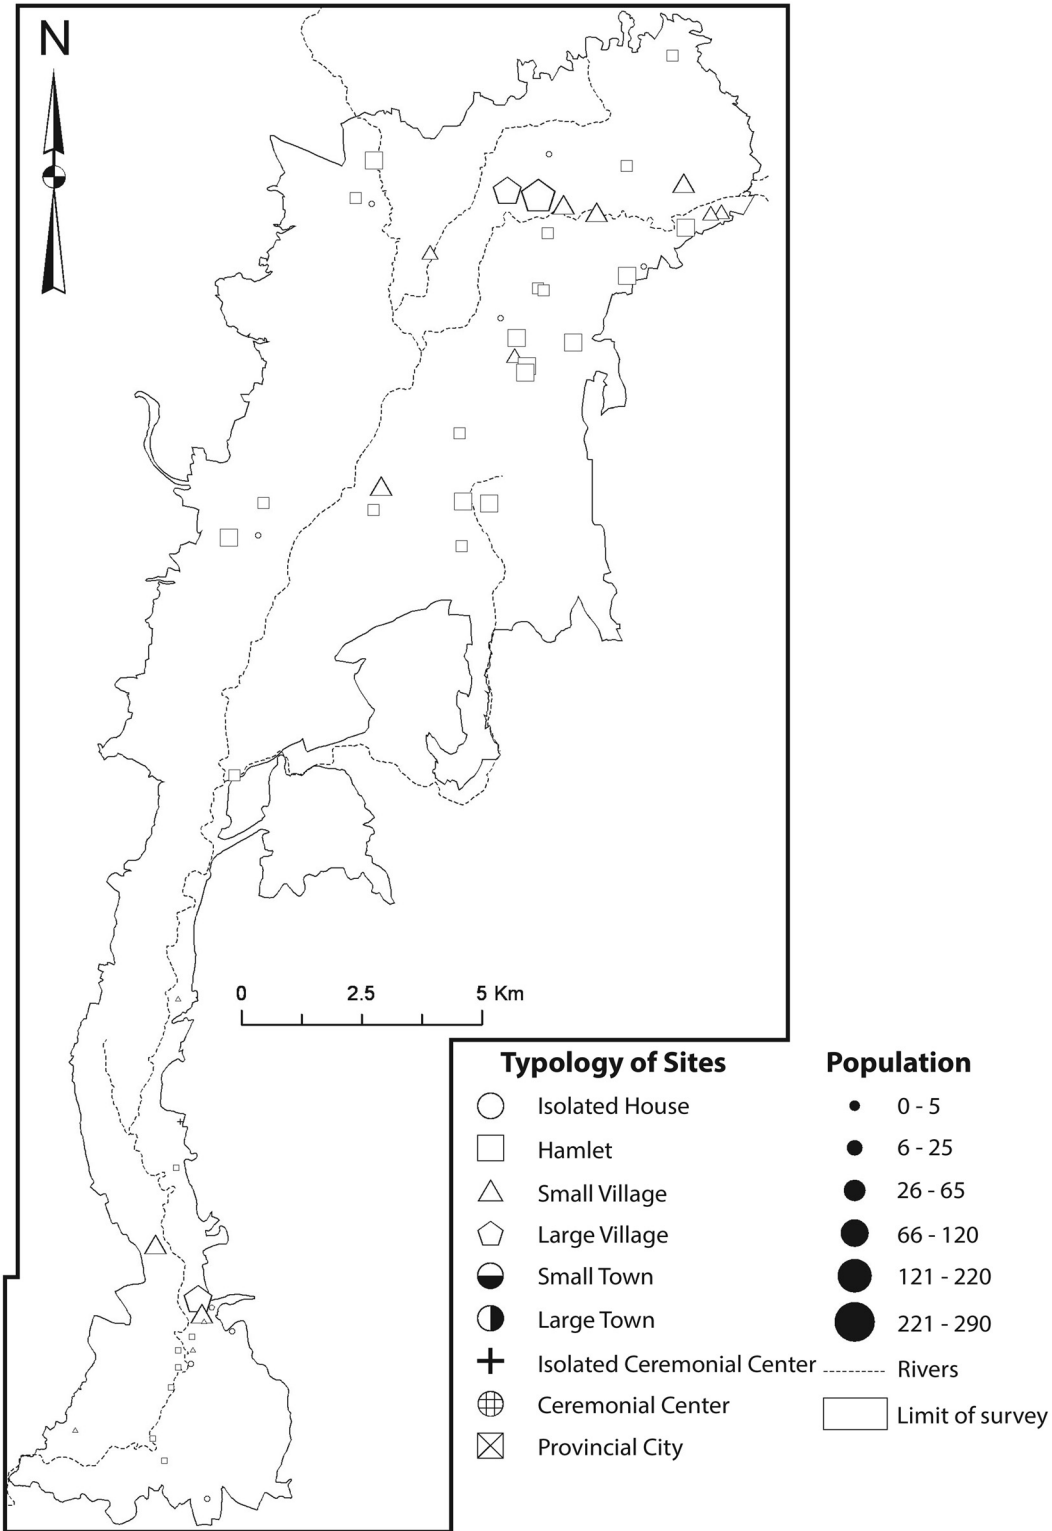 N
0 2.5 5 Km
Typology of Sites
Isolated House
Hamlet
Small Village
Large Village
Small Town
Large Town
Isolated Ceremonial Center
Ceremonial Center
Provincial City
Population
0 - 5
6 - 25
26 - 65
66 - 120
121 - 220
221 - 290
Rivers
Limit of survey